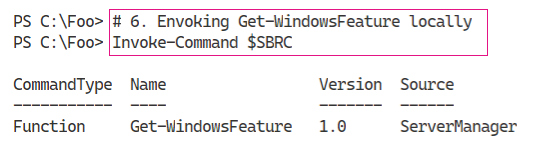 PS C:\Foo> # 6. Envoking Get-WindowsFeature locally
PS C:\Foo> Invoke-Command $SBRC
CommandType  Name                 Version  Source
-----------  ----                 -------  ------
Function     Get-WindowsFeature   1.0      ServerManager